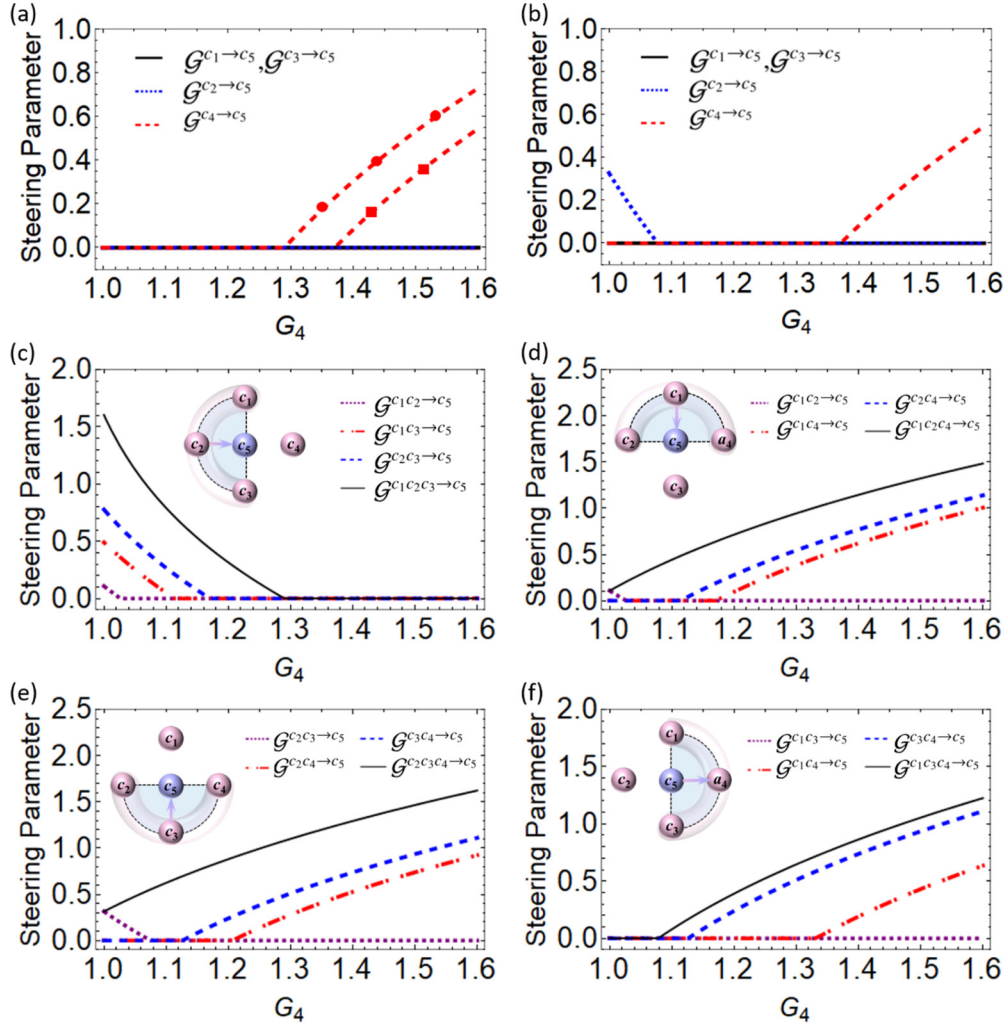 (a)
1.0
0.8
0.6
0.4
0.2
0.0
Steering Parameter
𝒢^{c₁→c₅},𝒢^{c₃→c₅}
𝒢^{c₂→c₅}
𝒢^{c₄→c₅}
1.0 1.1 1.2 1.3 1.4 1.5 1.6
G₄
(b)
1.0
0.8
0.6
0.4
0.2
0.0
Steering Parameter
𝒢^{c₁→c₅},𝒢^{c₃→c₅}
𝒢^{c₂→c₅}
𝒢^{c₄→c₅}
1.0 1.1 1.2 1.3 1.4 1.5 1.6
G₄
(c)
2.0
1.5
1.0
0.5
0.0
Steering Parameter
c₁
c₂ c₅ c₄
c₃
𝒢^{c₁c₂→c₅}
𝒢^{c₁c₃→c₅}
𝒢^{c₂c₃→c₅}
𝒢^{c₁c₂c₃→c₅}
1.0 1.1 1.2 1.3 1.4 1.5 1.6
G₄
(d)
2.5
2.0
1.5
1.0
0.5
0.0
Steering Parameter
c₁
c₂ c₅ a₄
c₃
𝒢^{c₁c₂→c₅} 𝒢^{c₂c₄→c₅}
𝒢^{c₁c₄→c₅} 𝒢^{c₁c₂c₄→c₅}
1.0 1.1 1.2 1.3 1.4 1.5 1.6
G₄
(e)
2.5
2.0
1.5
1.0
0.5
0.0
Steering Parameter
c₁
c₂ c₅ c₄
c₃
𝒢^{c₂c₃→c₅} 𝒢^{c₃c₄→c₅}
𝒢^{c₂c₄→c₅} 𝒢^{c₂c₃c₄→c₅}
1.0 1.1 1.2 1.3 1.4 1.5 1.6
G₄
(f)
2.0
1.5
1.0
0.5
0.0
Steering Parameter
c₁
c₂ c₅ a₄
c₃
𝒢^{c₁c₃→c₅} 𝒢^{c₃c₄→c₅}
𝒢^{c₁c₄→c₅} 𝒢^{c₁c₃c₄→c₅}
1.0 1.1 1.2 1.3 1.4 1.5 1.6
G₄